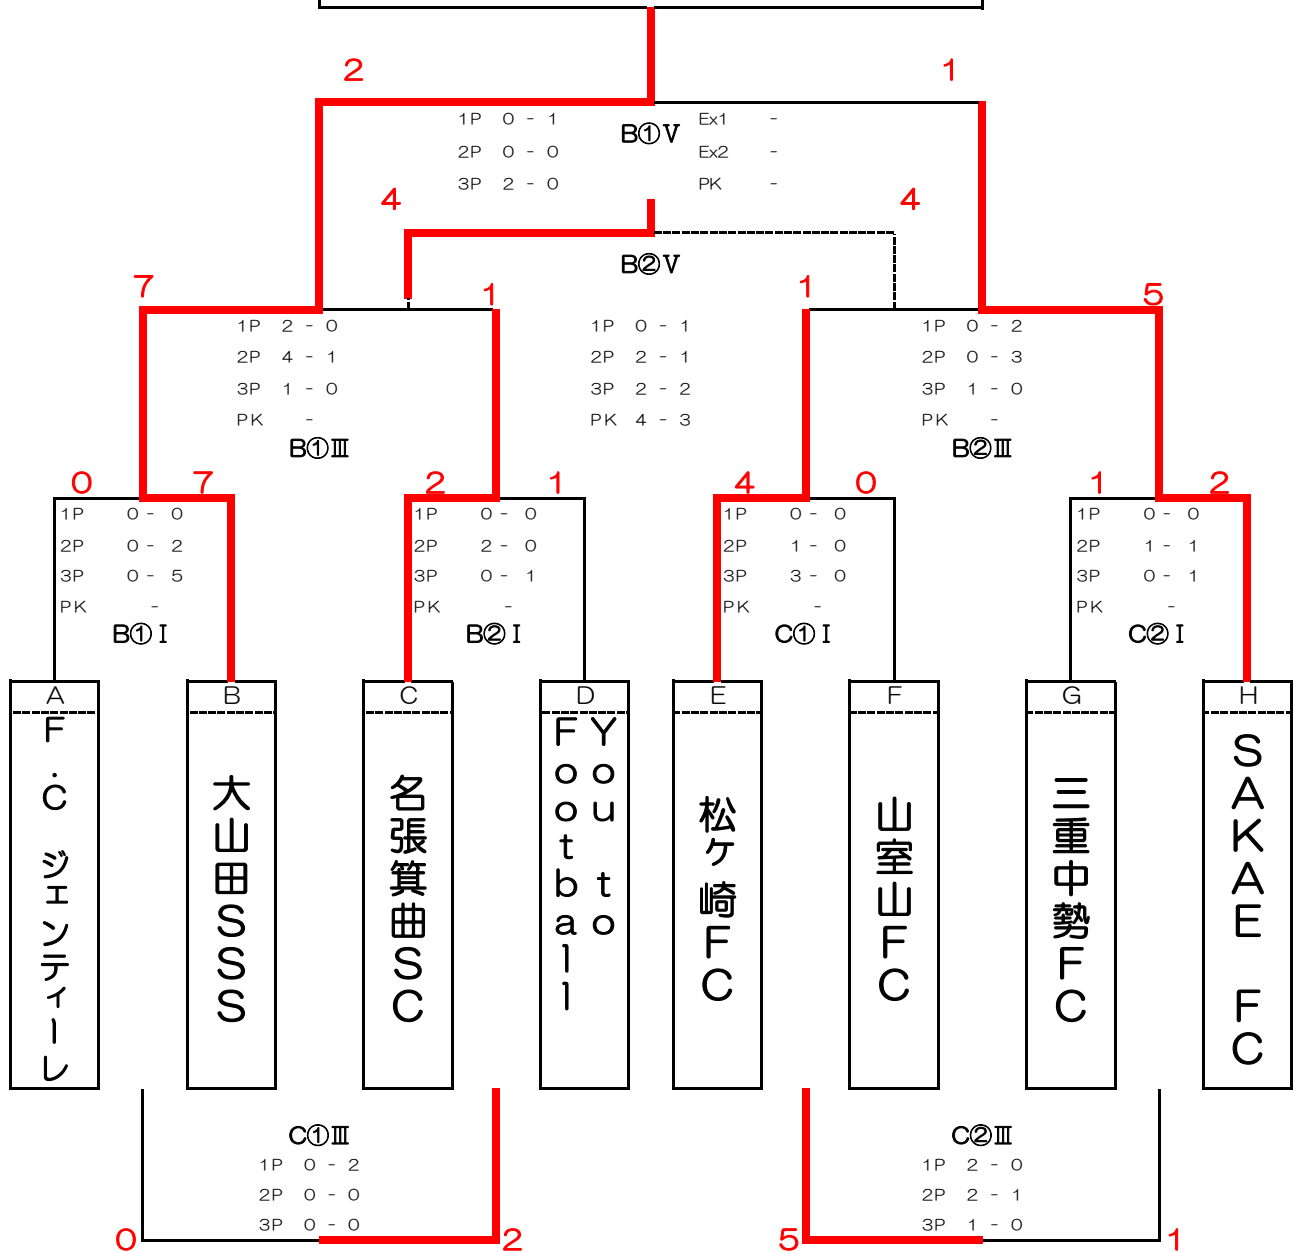 2 1
1P 0 - 1 B①Ⅴ Ex1 -
2P 0 - 0 Ex2 -
3P 2 - 0 PK -
4 4
B②Ⅴ
7 1 1 5
1P 2 - 0 1P 0 - 1 1P 0 - 2
2P 4 - 1 2P 2 - 1 2P 0 - 3
3P 1 - 0 3P 2 - 2 3P 1 - 0
PK - PK 4 - 3 PK -
B①Ⅲ B②Ⅲ
0 7 2 1 4 0 1 2
1P 0 - 0 1P 0 - 0 1P 0 - 0 1P 0 - 0
2P 0 - 2 2P 2 - 0 2P 1 - 0 2P 1 - 1
3P 0 - 5 3P 0 - 1 3P 3 - 0 3P 0 - 1
PK - PK - PK - PK -
B①Ⅰ B②Ⅰ C①Ⅰ C②Ⅰ
A B C D E F G H
F.C ジェンティーレ
大山田SSS
名張箕曲SC
You to
Football
松ケ崎FC
山室山FC
三重中勢FC
SAKAE FC
C①Ⅲ C②Ⅲ
1P 0 - 2 1P 2 - 0
2P 0 - 0 2P 2 - 1
3P 0 - 0 3P 1 - 0
0 2 5 1